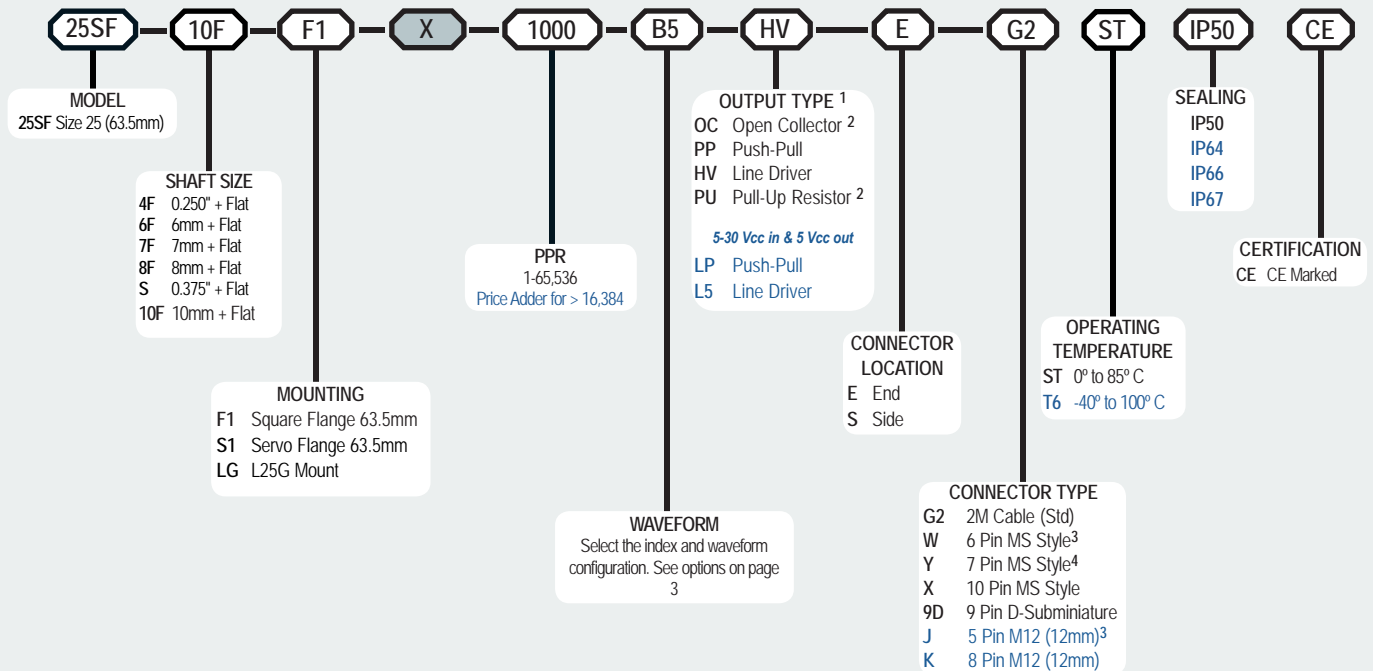 25SF 10F F1 X 1000 B5 HV E G2 ST IP50 CE
MODEL
25SF Size 25 (63.5mm)
SHAFT SIZE
4F 0.250" + Flat
6F 6mm + Flat
7F 7mm + Flat
8F 8mm + Flat
S 0.375" + Flat
10F 10mm + Flat
MOUNTING
F1 Square Flange 63.5mm
S1 Servo Flange 63.5mm
LG L25G Mount
PPR
1-65,536
Price Adder for > 16,384
WAVEFORM
Select the index and waveform
configuration. See options on page
3
OUTPUT TYPE 1
OC Open Collector 2
PP Push-Pull
HV Line Driver
PU Pull-Up Resistor 2
5-30 Vcc in & 5 Vcc out
LP Push-Pull
L5 Line Driver
CONNECTOR
LOCATION
E End
S Side
CONNECTOR TYPE
G2 2M Cable (Std)
W 6 Pin MS Style3
Y 7 Pin MS Style4
X 10 Pin MS Style
9D 9 Pin D-Subminiature
J 5 Pin M12 (12mm)3
K 8 Pin M12 (12mm)
OPERATING
TEMPERATURE
ST 0º to 85º C
T6 -40º to 100º C
SEALING
IP50
IP64
IP66
IP67
CERTIFICATION
CE CE Marked